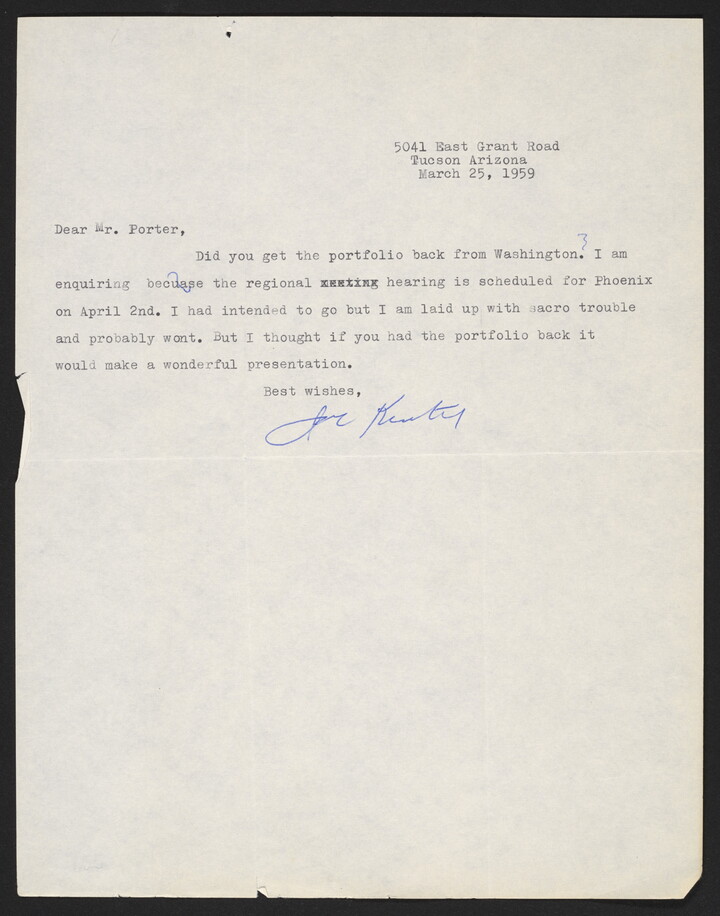 5041 East Grant Road
Tucson Arizona
March 25, 1959
Dear Mr. Porter,
Did you get the portfolio back from Washington? I am
enquiring becuase the regional meeting hearing is scheduled for Phoenix
on April 2nd. I had intended to go but I am laid up with sacro trouble
and probably wont. But I thought if you had the portfolio back it
would make a wonderful presentation.
Best wishes,